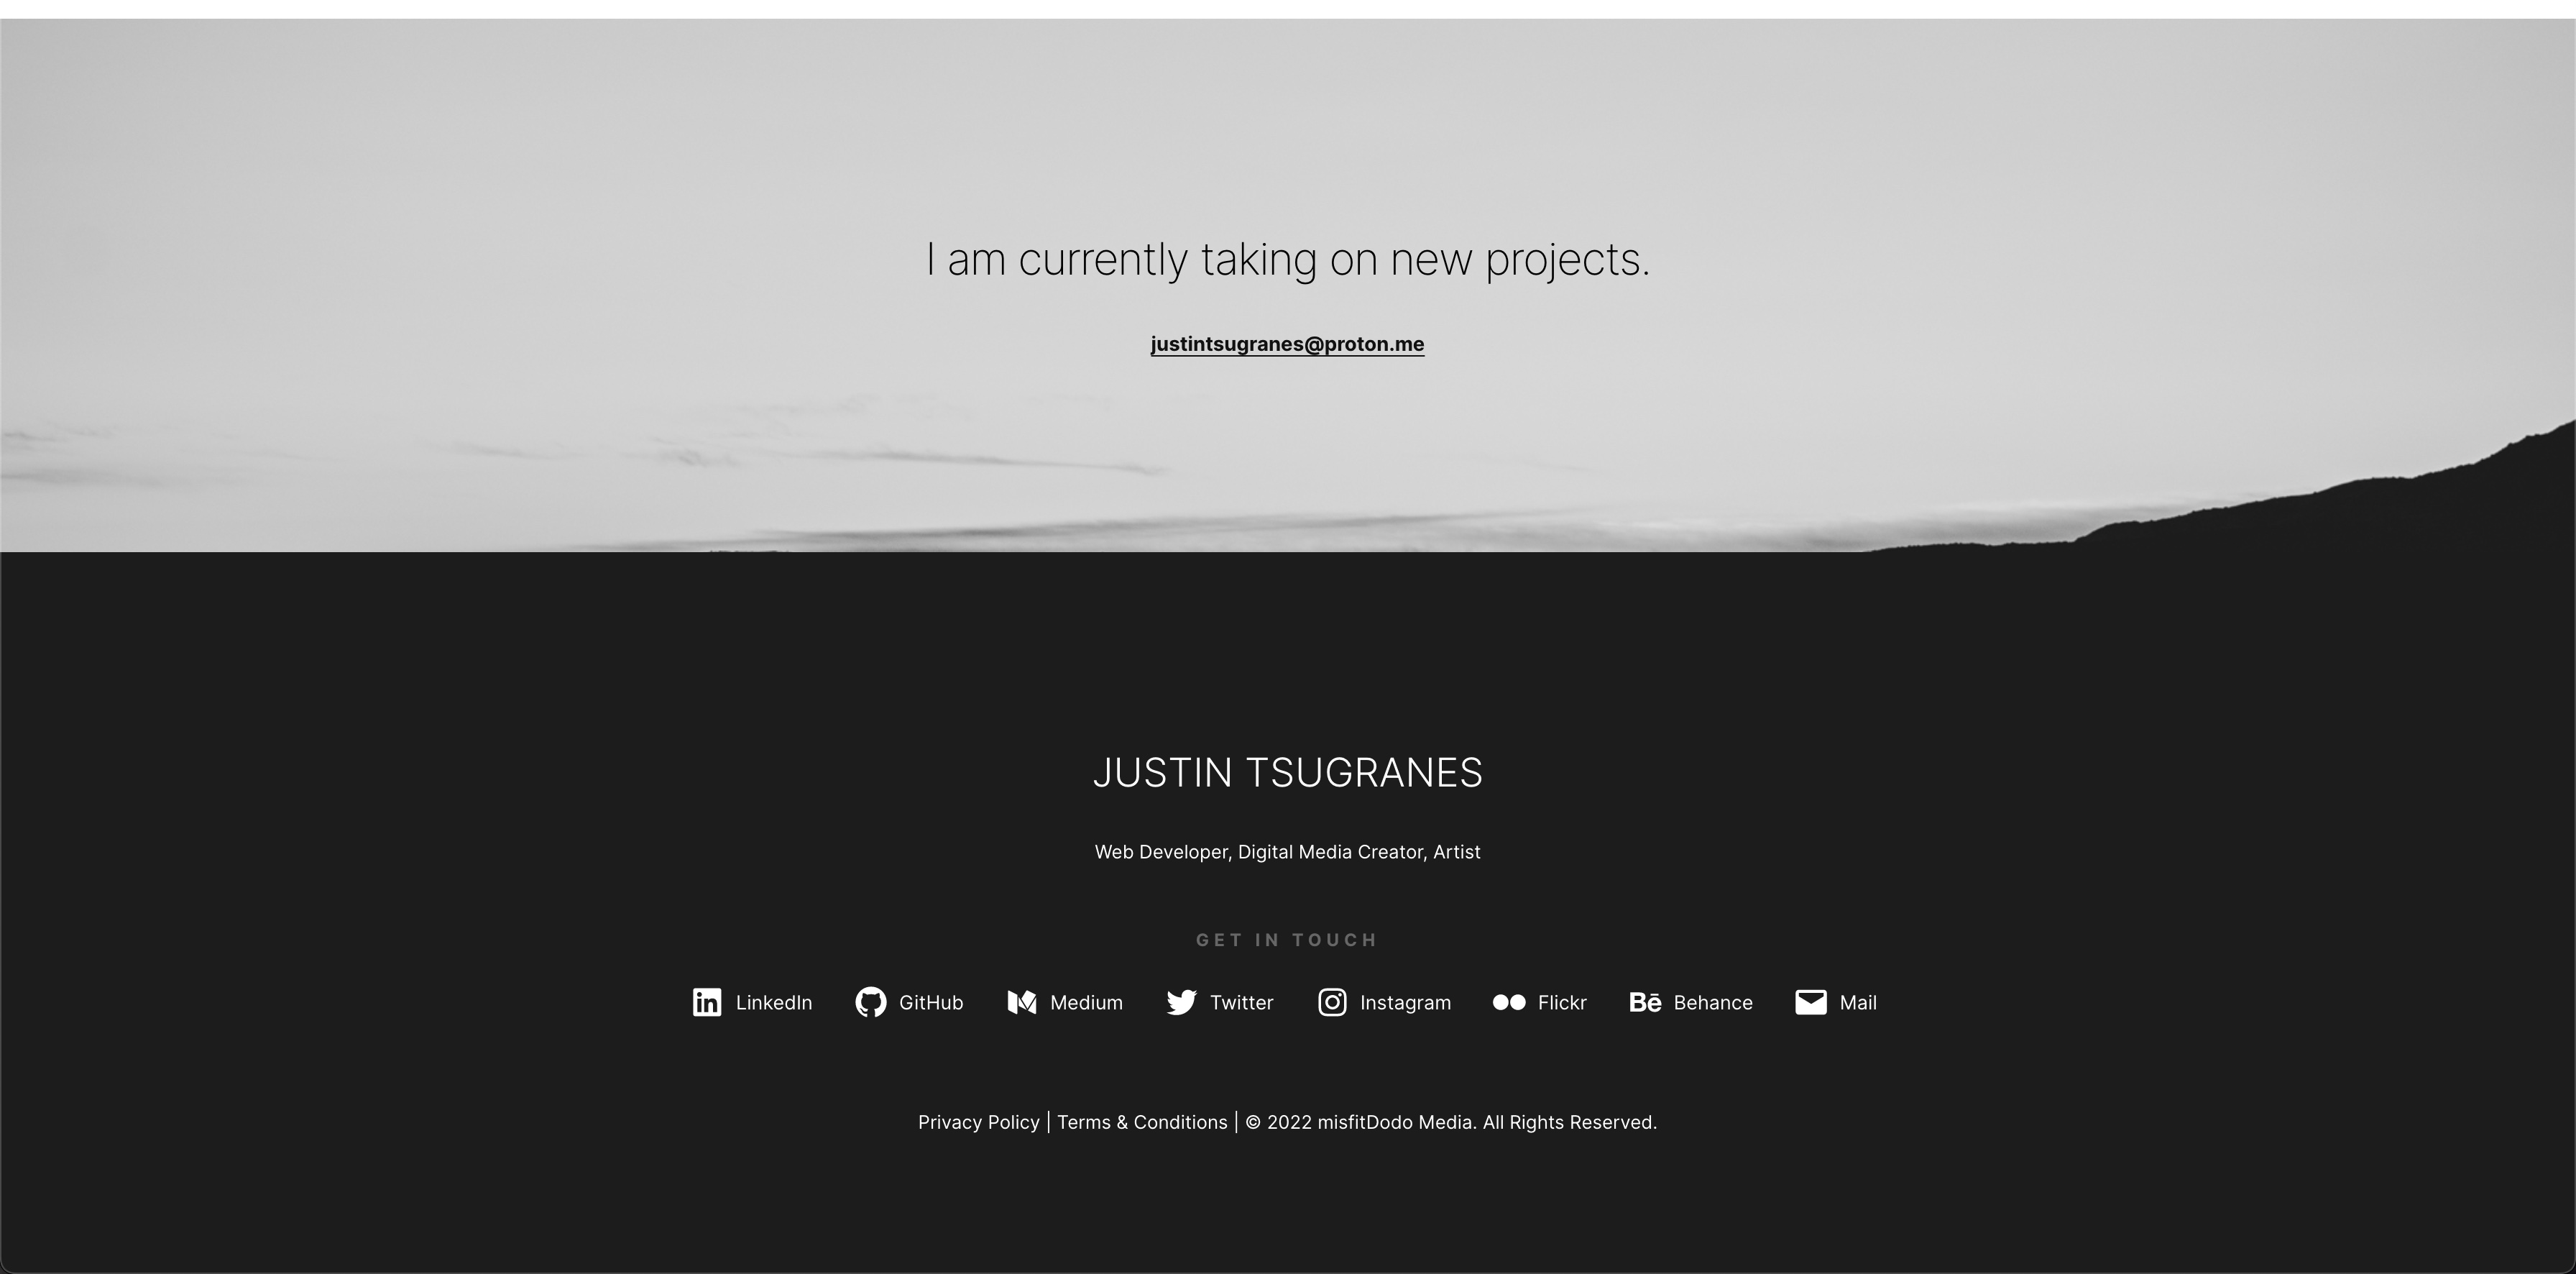 I am currently taking on new projects.
justintsugranes@proton.me
JUSTIN TSUGRANES
Web Developer, Digital Media Creator, Artist
GET IN TOUCH
in LinkedIn GitHub Medium Twitter Instagram Flickr Bē Behance Mail
Privacy Policy | Terms & Conditions | © 2022 misfitDodo Media. All Rights Reserved.